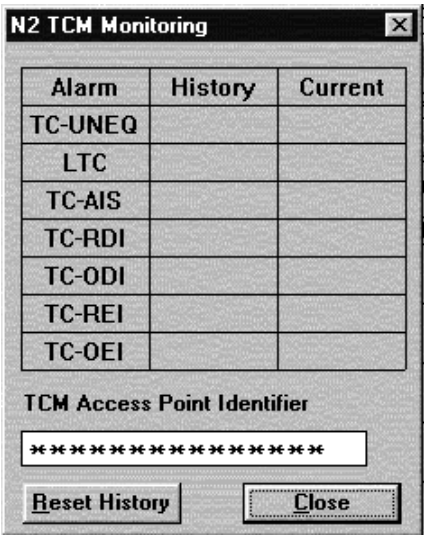 N2 TCM Monitoring
Alarm History Current
TC-UNEQ
LTC
TC-AIS
TC-RDI
TC-ODI
TC-REI
TC-OEI
TCM Access Point Identifier
***************
Reset History Close